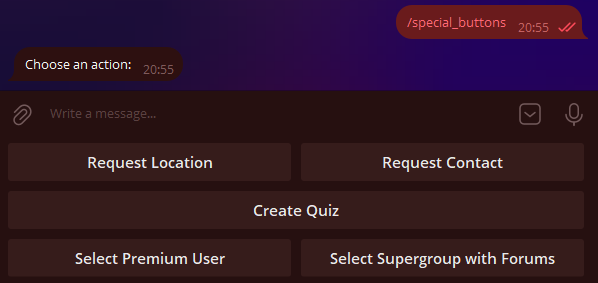 /special_buttons 20:55
Choose an action: 20:55
Write a message...
Request Location Request Contact
Create Quiz
Select Premium User Select Supergroup with Forums